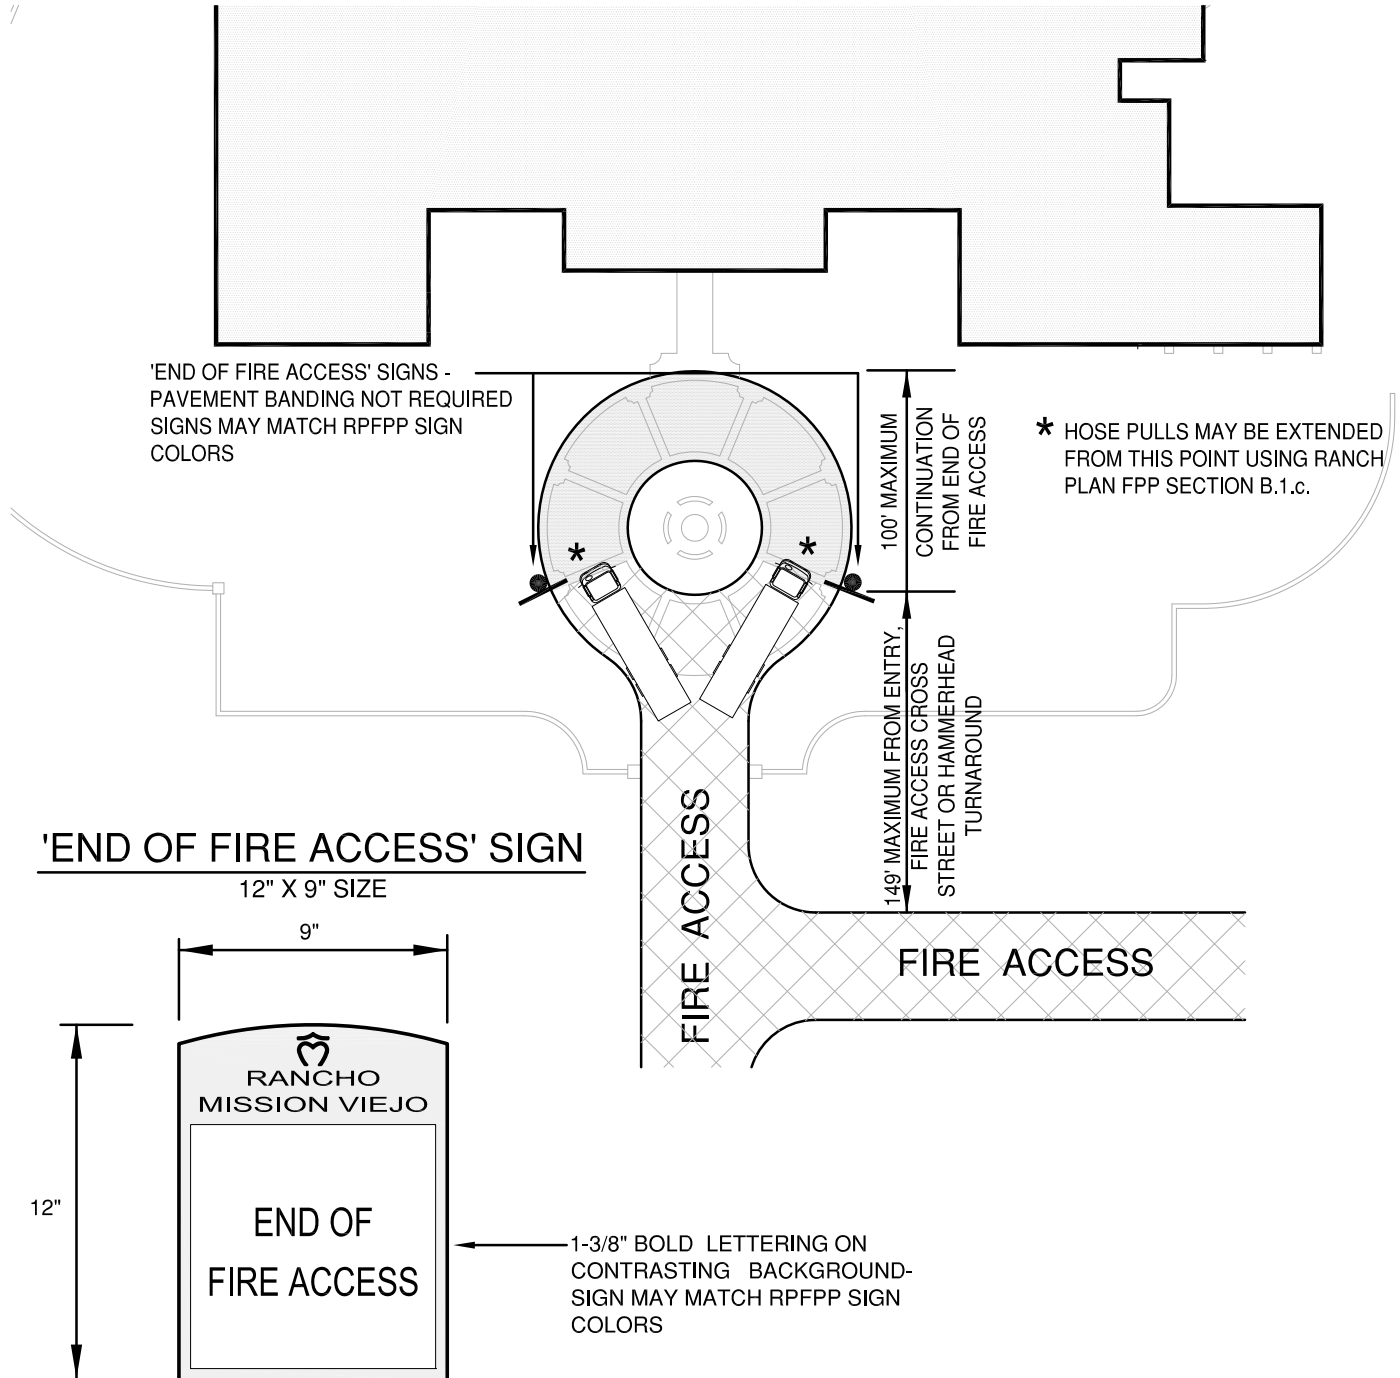 'END OF FIRE ACCESS' SIGNS -
PAVEMENT BANDING NOT REQUIRED
SIGNS MAY MATCH RPFPP SIGN
COLORS
100' MAXIMUM
CONTINUATION
FROM END OF
FIRE ACCESS
* HOSE PULLS MAY BE EXTENDED
FROM THIS POINT USING RANCH
PLAN FPP SECTION B.1.c.
*
*
149' MAXIMUM FROM ENTRY,
FIRE ACCESS CROSS
STREET OR HAMMERHEAD
TURNAROUND
FIRE ACCESS
FIRE ACCESS
'END OF FIRE ACCESS' SIGN
12" X 9" SIZE
9"
12"
RANCHO
MISSION VIEJO
END OF
FIRE ACCESS
1-3/8" BOLD LETTERING ON
CONTRASTING BACKGROUND-
SIGN MAY MATCH RPFPP SIGN
COLORS